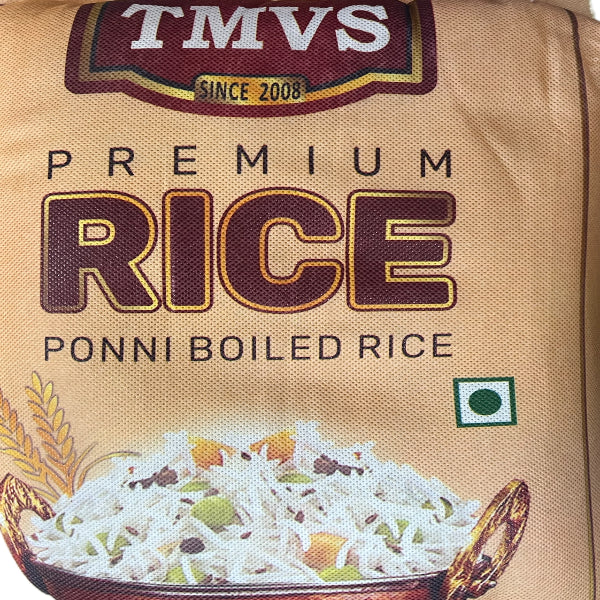 TMVS
SINCE 2008
PREMIUM
RICE
PONNI BOILED RICE